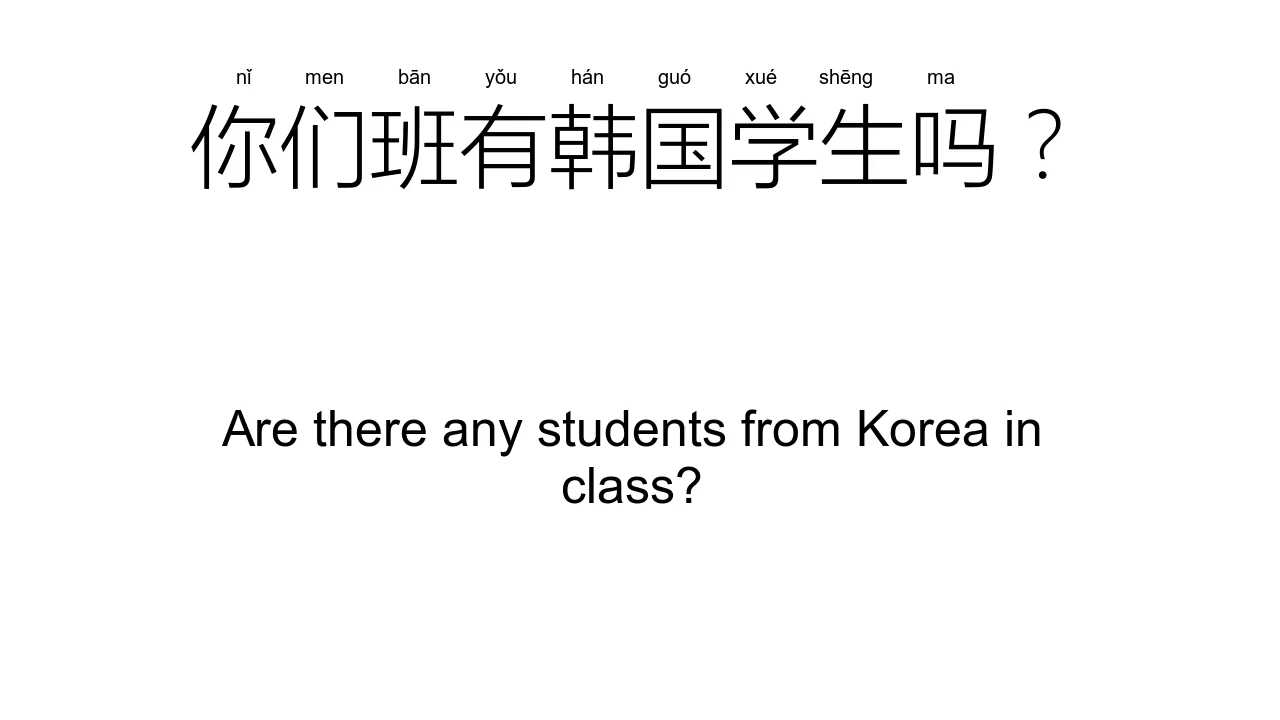 nǐ men bān yǒu hán guó xué shēng ma
你们班有韩国学生吗？
Are there any students from Korea in
class?